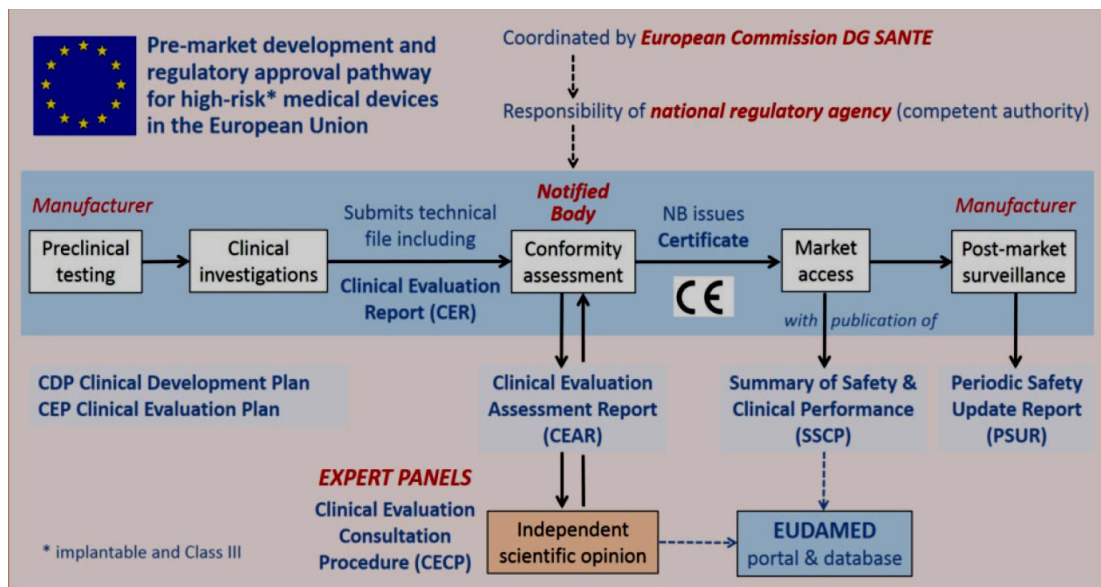 Pre-market development and
regulatory approval pathway
for high-risk* medical devices
in the European Union
Coordinated by European Commission DG SANTE
Responsibility of national regulatory agency (competent authority)
Manufacturer
Preclinical
testing
Clinical
investigations
Submits technical
file including
Clinical Evaluation
Report (CER)
Notified
Body
Conformity
assessment
NB issues
Certificate
CE
Market
access
with publication of
Manufacturer
Post-market
surveillance
CDP Clinical Development Plan
CEP Clinical Evaluation Plan
Clinical Evaluation
Assessment Report
(CEAR)
Summary of Safety &
Clinical Performance
(SSCP)
Periodic Safety
Update Report
(PSUR)
EXPERT PANELS
Clinical Evaluation
Consultation
Procedure (CECP)
Independent
scientific opinion
EUDAMED
portal & database
* implantable and Class III